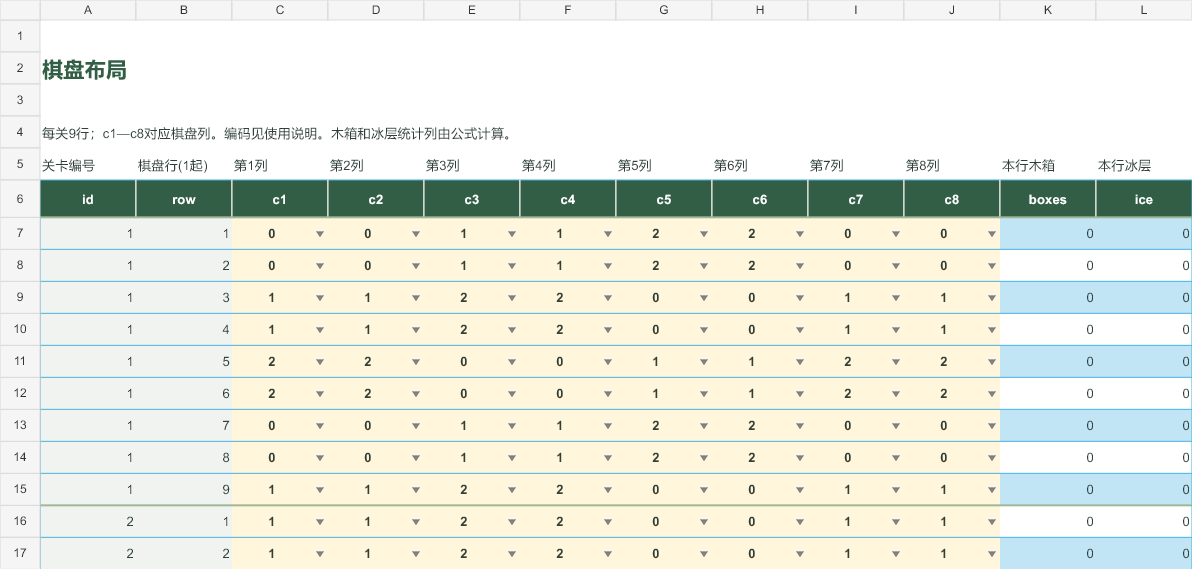 A B C D E F G H I J K L
1
2 棋盘布局
3
4 每关9行；c1—c8对应棋盘列。编码见使用说明。木箱和冰层统计列由公式计算。
5 关卡编号 棋盘行(1起) 第1列 第2列 第3列 第4列 第5列 第6列 第7列 第8列 本行木箱 本行冰层
6 id row c1 c2 c3 c4 c5 c6 c7 c8 boxes ice
7 1 1 0 0 1 1 2 2 0 0 0 0
8 1 2 0 0 1 1 2 2 0 0 0 0
9 1 3 1 1 2 2 0 0 1 1 0 0
10 1 4 1 1 2 2 0 0 1 1 0 0
11 1 5 2 2 0 0 1 1 2 2 0 0
12 1 6 2 2 0 0 1 1 2 2 0 0
13 1 7 0 0 1 1 2 2 0 0 0 0
14 1 8 0 0 1 1 2 2 0 0 0 0
15 1 9 1 1 2 2 0 0 1 1 0 0
16 2 1 1 1 2 2 0 0 1 1 0 0
17 2 2 1 1 2 2 0 0 1 1 0 0